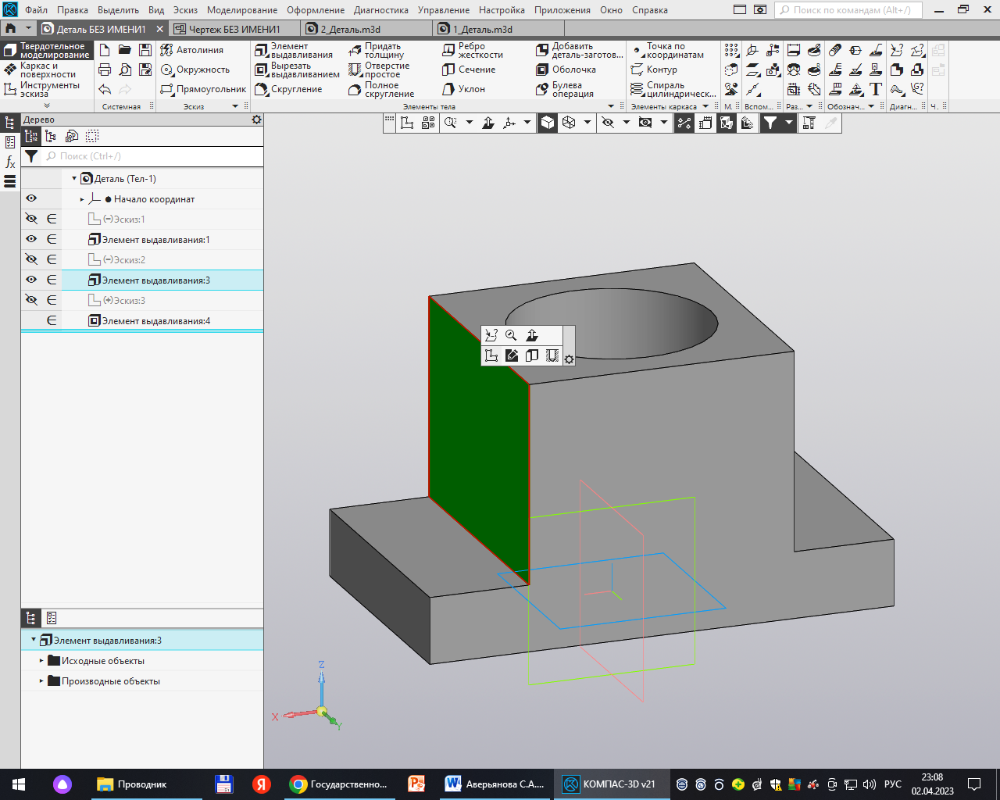 Файл Правка Выделить Вид Эскиз Моделирование Оформление Диагностика Управление Настройка Приложения Окно Справка Поиск по командам (Alt+/)
Деталь БЕЗ ИМЕНИ1 Чертеж БЕЗ ИМЕНИ1 2_Деталь.m3d 1_Деталь.m3d
Твердотельное моделирование
Каркас и поверхности
Инструменты эскиза
Системная
Автолиния
Окружность
Прямоугольник
Эскиз
Элемент выдавливания
Вырезать выдавливанием
Скругление
Придать толщину
Отверстие простое
Полное скругление
Ребро жесткости
Сечение
Уклон
Добавить деталь-заготов...
Оболочка
Булева операция
Элементы тела
Точка по координатам
Контур
Спираль цилиндрическ...
Элементы каркаса
М.
Вспом...
Раз...
Обознач...
Диагн...
Ч.
Дерево
Поиск (Ctrl+/)
Деталь (Тел-1)
Начало координат
(−)Эскиз:1
Элемент выдавливания:1
(−)Эскиз:2
Элемент выдавливания:3
(+)Эскиз:3
Элемент выдавливания:4
Элемент выдавливания:3
Исходные объекты
Производные объекты
Z
X
Y
Проводник
Государственно...
Аверьянова С.А....
КОМПАС-3D v21
РУС
23:08
02.04.2023